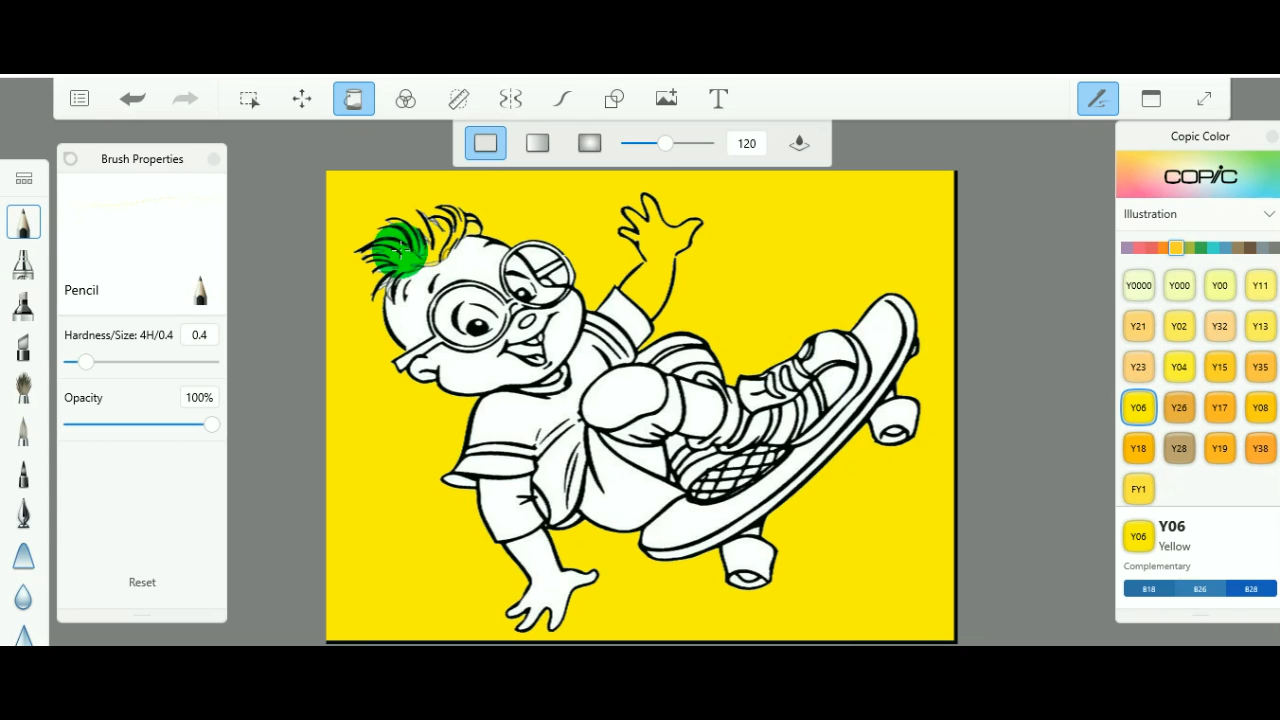 T
120
Brush Properties
Pencil
Hardness/Size: 4H/0.4 0.4
Opacity 100%
Reset
Copic Color
COPIC
Illustration
Y0000 Y000 Y00 Y11
Y21 Y02 Y32 Y13
Y23 Y04 Y15 Y35
Y06 Y26 Y17 Y08
Y18 Y28 Y19 Y38
FY1
Y06 Y06
Yellow
Complementary
B18 B26 B28